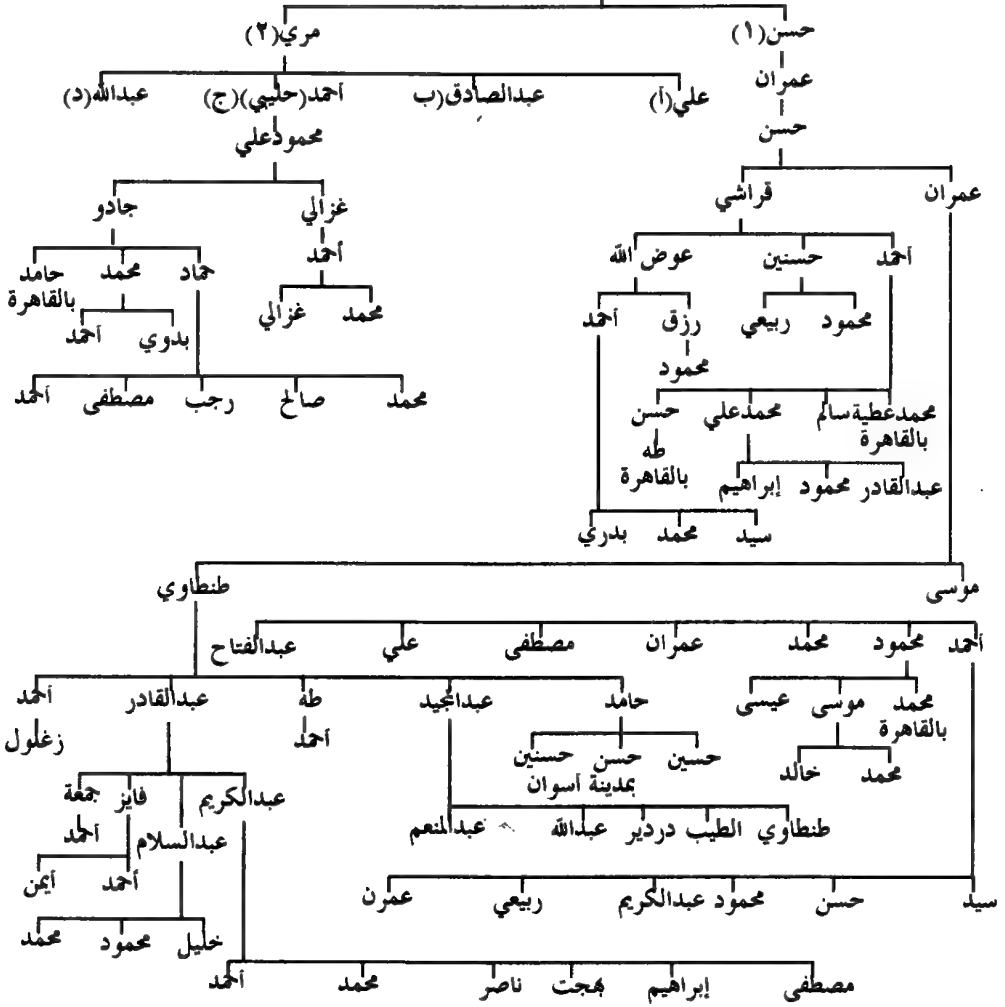 حسن(١) مري(٢)
عمران
علي(أ) عبدالصادق(ب أحمد(حليبي)(ج) عبدالله(د)
حسن
محمودعلي
عمران قراشي غزالي جادو
أحمد حسنين عوض الله أحمد حماد محمد حامد
بالقاهرة
محمود ربيعي رزق أحمد محمد غزالي بدوي أحمد
محمود
محمد صالح رجب مصطفى أحمد
محمدعطية سالم محمدعلي حسن
بالقاهرة
طه
بالقاهرة
عبدالقادر محمود إبراهيم
سيد محمد بدري
موسى طنطاوي
أحمد محمود محمد عمران مصطفى علي عبدالفتاح
محمد موسى عيسى حامد عبدالمجيد طه عبدالقادر أحمد
بالقاهرة
أحمد زغلول
محمد خالد حسين حسن حسنين
بمدينة أسوان
عبدالكريم فايز جمعة
طنطاوي الطيب دردير عبدالله عبدالمنعم
عبدالسلام أحمد
أحمد أيمن
سيد حسن محمود عبدالكريم ربيعي عمرن
خليل محمود محمد
مصطفى إبراهيم بهجت ناصر محمد أحمد